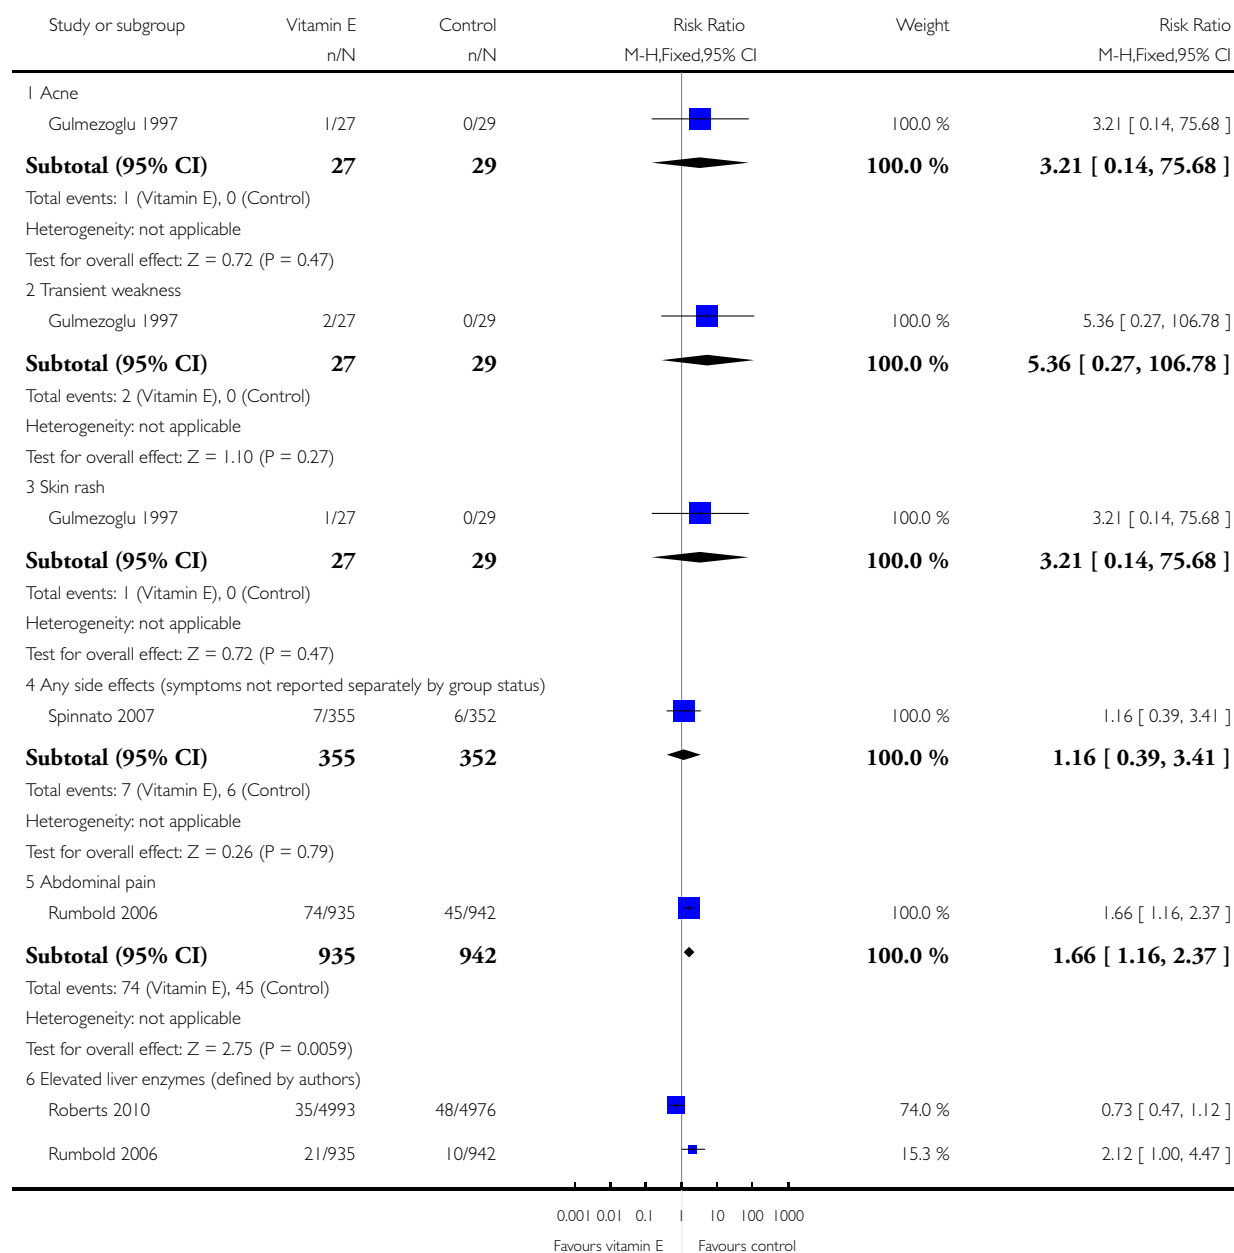 Study or subgroup Vitamin E Control Risk Ratio Weight Risk Ratio
n/N n/N M-H,Fixed,95% CI M-H,Fixed,95% CI
1 Acne
Gulmezoglu 1997 1/27 0/29 100.0 % 3.21 [ 0.14, 75.68 ]
Subtotal (95% CI) 27 29 100.0 % 3.21 [ 0.14, 75.68 ]
Total events: 1 (Vitamin E), 0 (Control)
Heterogeneity: not applicable
Test for overall effect: Z = 0.72 (P = 0.47)
2 Transient weakness
Gulmezoglu 1997 2/27 0/29 100.0 % 5.36 [ 0.27, 106.78 ]
Subtotal (95% CI) 27 29 100.0 % 5.36 [ 0.27, 106.78 ]
Total events: 2 (Vitamin E), 0 (Control)
Heterogeneity: not applicable
Test for overall effect: Z = 1.10 (P = 0.27)
3 Skin rash
Gulmezoglu 1997 1/27 0/29 100.0 % 3.21 [ 0.14, 75.68 ]
Subtotal (95% CI) 27 29 100.0 % 3.21 [ 0.14, 75.68 ]
Total events: 1 (Vitamin E), 0 (Control)
Heterogeneity: not applicable
Test for overall effect: Z = 0.72 (P = 0.47)
4 Any side effects (symptoms not reported separately by group status)
Spinnato 2007 7/355 6/352 100.0 % 1.16 [ 0.39, 3.41 ]
Subtotal (95% CI) 355 352 100.0 % 1.16 [ 0.39, 3.41 ]
Total events: 7 (Vitamin E), 6 (Control)
Heterogeneity: not applicable
Test for overall effect: Z = 0.26 (P = 0.79)
5 Abdominal pain
Rumbold 2006 74/935 45/942 100.0 % 1.66 [ 1.16, 2.37 ]
Subtotal (95% CI) 935 942 100.0 % 1.66 [ 1.16, 2.37 ]
Total events: 74 (Vitamin E), 45 (Control)
Heterogeneity: not applicable
Test for overall effect: Z = 2.75 (P = 0.0059)
6 Elevated liver enzymes (defined by authors)
Roberts 2010 35/4993 48/4976 74.0 % 0.73 [ 0.47, 1.12 ]
Rumbold 2006 21/935 10/942 15.3 % 2.12 [ 1.00, 4.47 ]
0.001 0.01 0.1 1 10 100 1000
Favours vitamin E Favours control